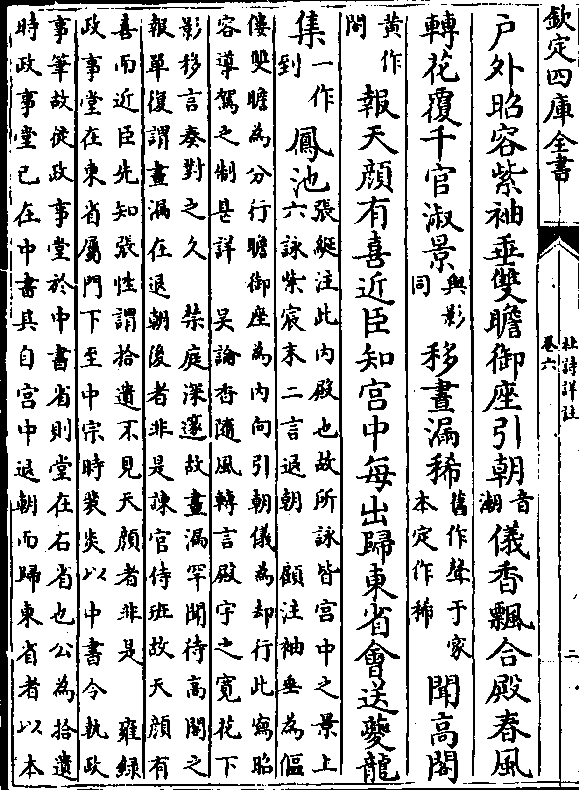 欽定四庫全書
杜詩詳註
卷六
二
户外昭容紫袖垂雙瞻御座引朝音潮儀香飄合殿春風
轉花覆千官淑景與影同移晝漏稀舊作聲于家本定作稀聞高閣
黄作閤報天顔有喜近臣知宫中每出歸東省會送夔龍
集一作到鳳池張綖注此内殿也故所詠皆宫中之景上
六詠紫宸末二言退朝　顧注袖垂為傴
僂雙瞻為分行瞻御座為内向引朝儀為却行此寫昭
容導駕之制甚詳　吴論香隨風轉言殿宇之寛花下
影移言奏對之久　禁庭深邃故晝漏罕聞待高閣之
報單復謂晝漏在退朝後者非是諫官侍班故天顔有
喜而近臣先知張性謂拾遺不見天顔者非是　雍録
政事堂在東省屬門下至中宗時裴炎以中書令執政
事筆故徙政事堂於中書省則堂在右省也公為拾遺
時政事堂已在中書其自宫中退朝而歸東省者以本